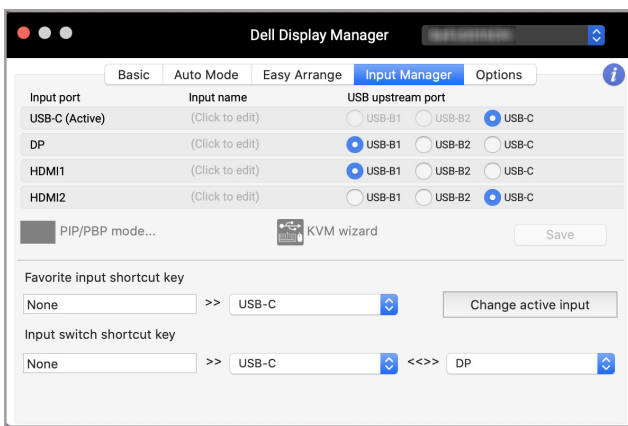 Dell Display Manager
Basic Auto Mode Easy Arrange Input Manager Options i
Input port Input name USB upstream port
USB-C (Active) (Click to edit) USB-B1 USB-B2 USB-C
DP (Click to edit) USB-B1 USB-B2 USB-C
HDMI1 (Click to edit) USB-B1 USB-B2 USB-C
HDMI2 (Click to edit) USB-B1 USB-B2 USB-C
PIP/PBP mode... KVM wizard Save
Favorite input shortcut key
None >> USB-C Change active input
Input switch shortcut key
None >> USB-C <<>> DP